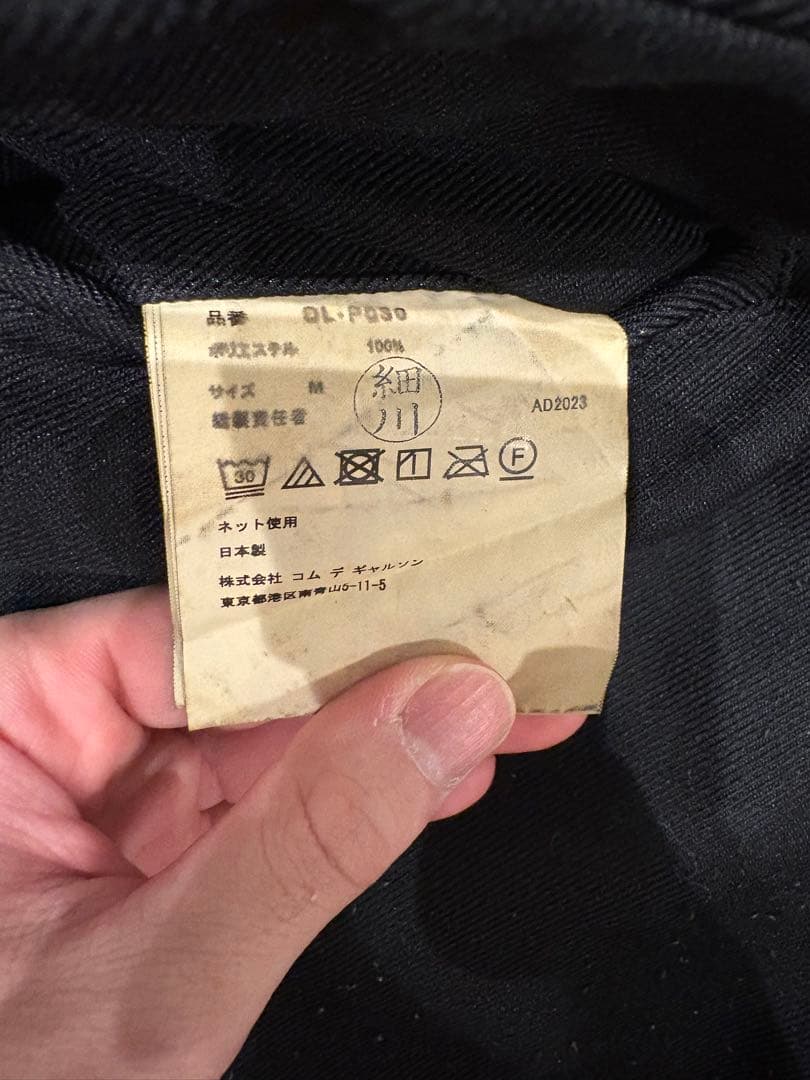 品番 OL-P030
ポリエステル 100%
サイズ M
縫製責任者 細川
AD2023
30
F
ネット使用
日本製
株式会社 コム デ ギャルソン
東京都港区南青山5-11-5